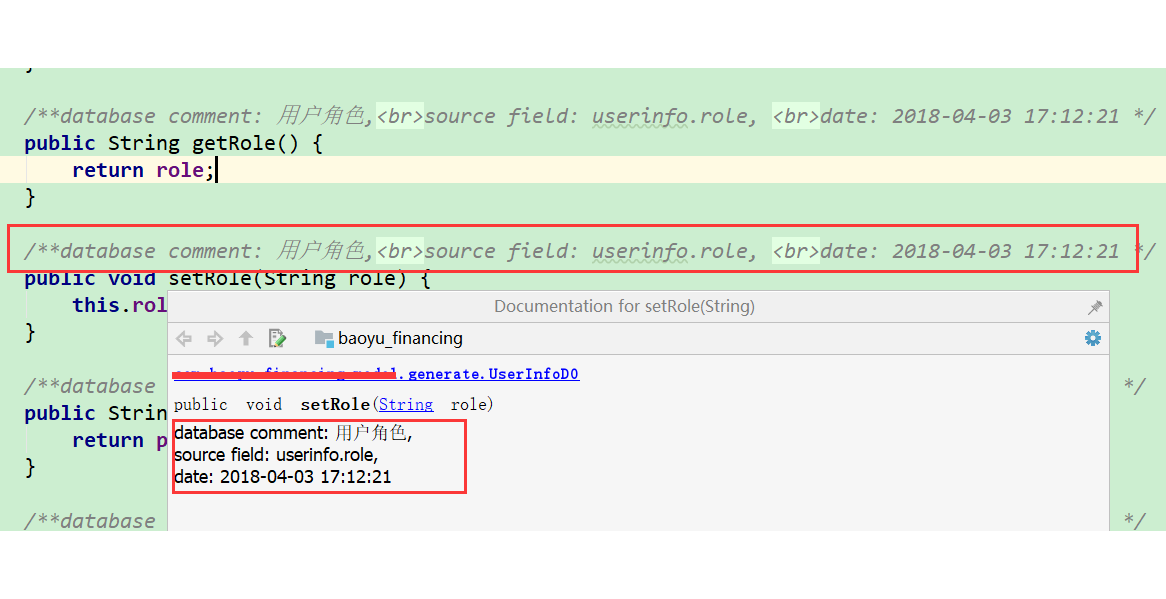 }
/**database comment: 用户角色,<br>source field: userinfo.role, <br>date: 2018-04-03 17:12:21 */
public String getRole() {
return role;
}
/**database comment: 用户角色,<br>source field: userinfo.role, <br>date: 2018-04-03 17:12:21 */
public void setRole(String role) {
this.rol
Documentation for setRole(String)
}
baoyu_financing
.generate.UserInfoDO
/**database */
public void setRole(String role)
public Strin
database comment: 用户角色,
return p
source field: userinfo.role,
}
date: 2018-04-03 17:12:21
/**database */